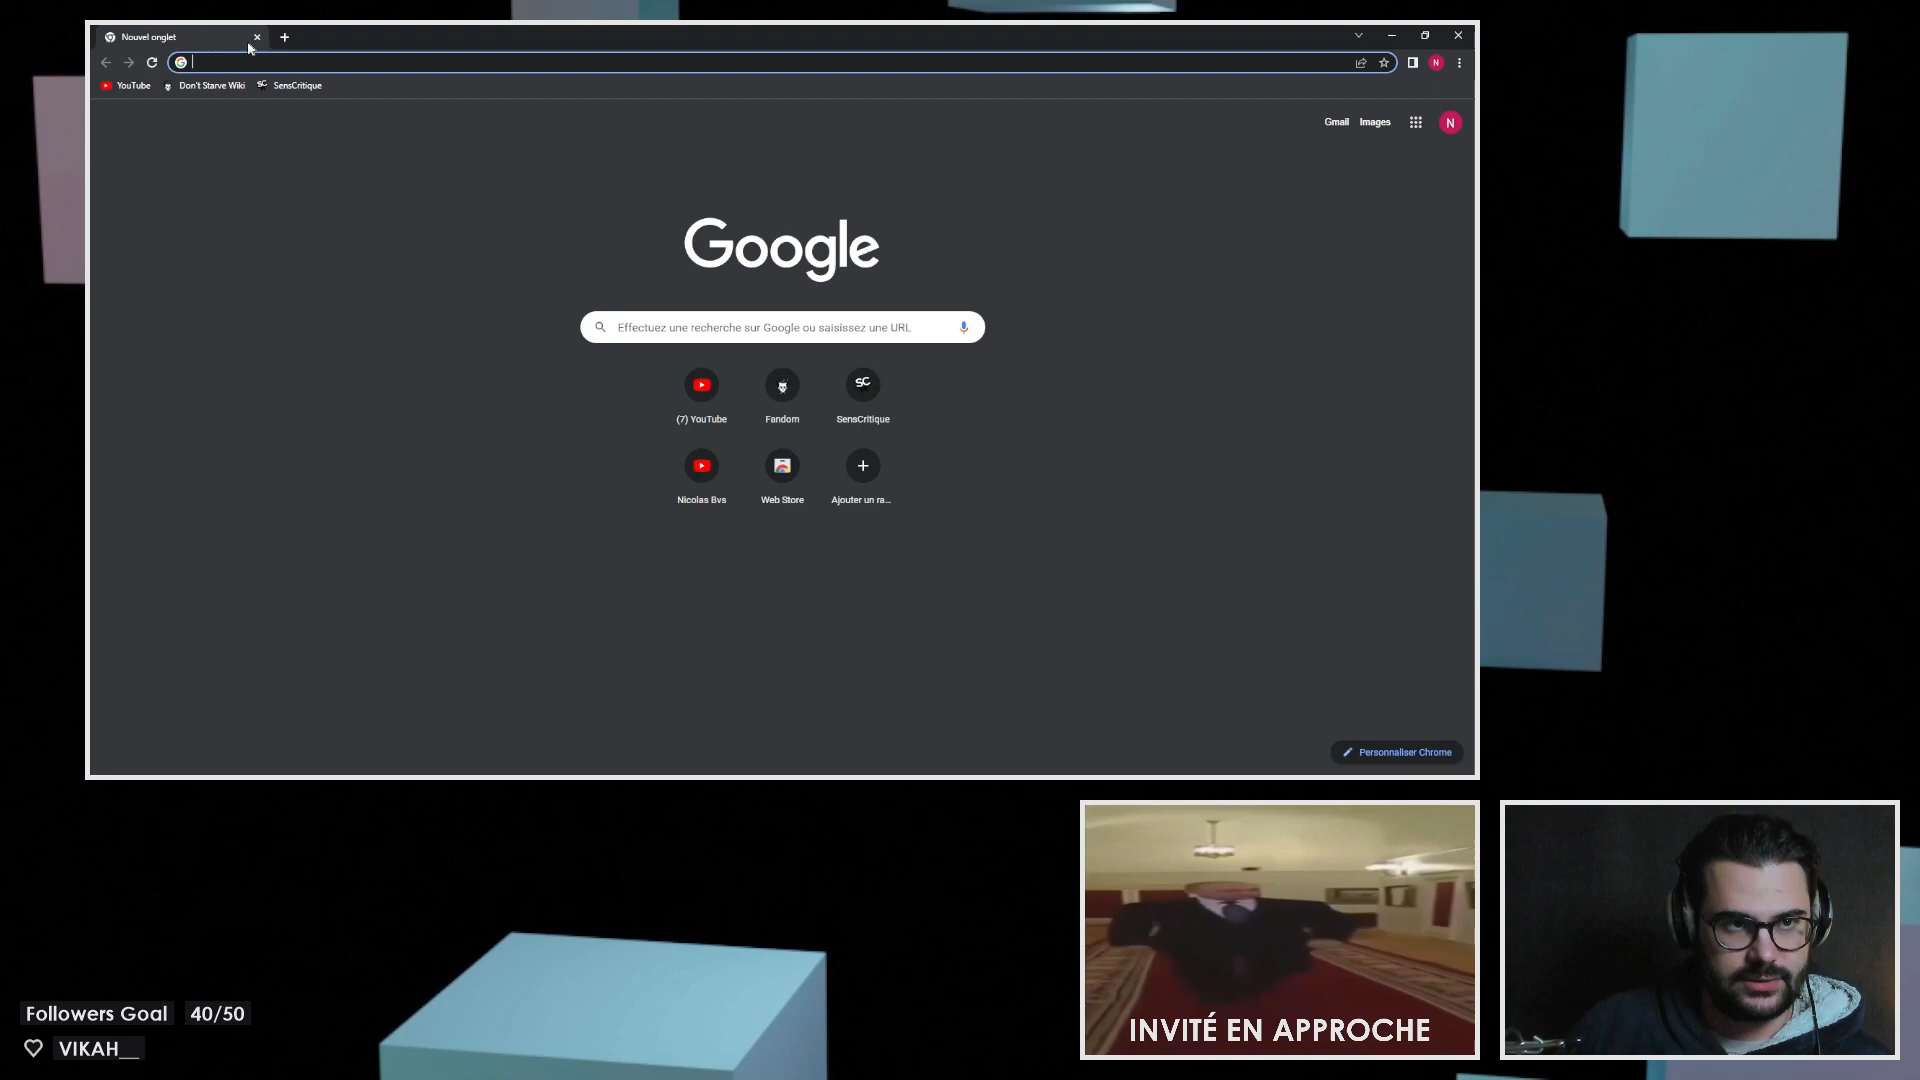 Nouvel onglet
YouTube Don't Starve Wiki SC SensCritique
N
Gmail Images N
Google
Effectuez une recherche sur Google ou saisissez une URL
SC
(7) YouTube Fandom SensCritique
Nicolas Bvs Web Store Ajouter un ra...
Personnaliser Chrome
INVITÉ EN APPROCHE
Followers Goal 40/50
VIKAH__